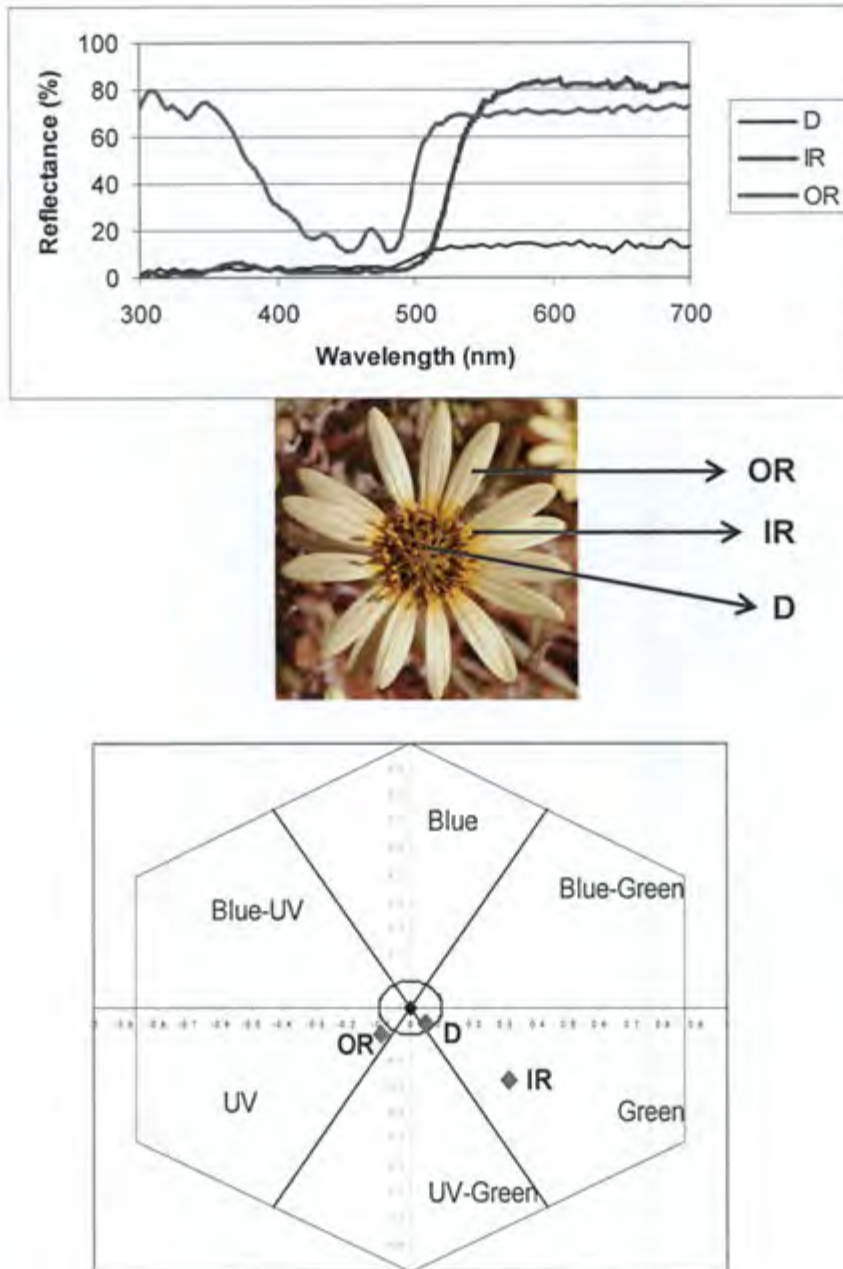 100
80
60
40
20
0
Reflectance (%)
300 400 500 600 700
Wavelength (nm)
D
IR
OR
OR
IR
D
Blue
Blue-Green
Blue-UV
OR
D
IR
UV
Green
UV-Green